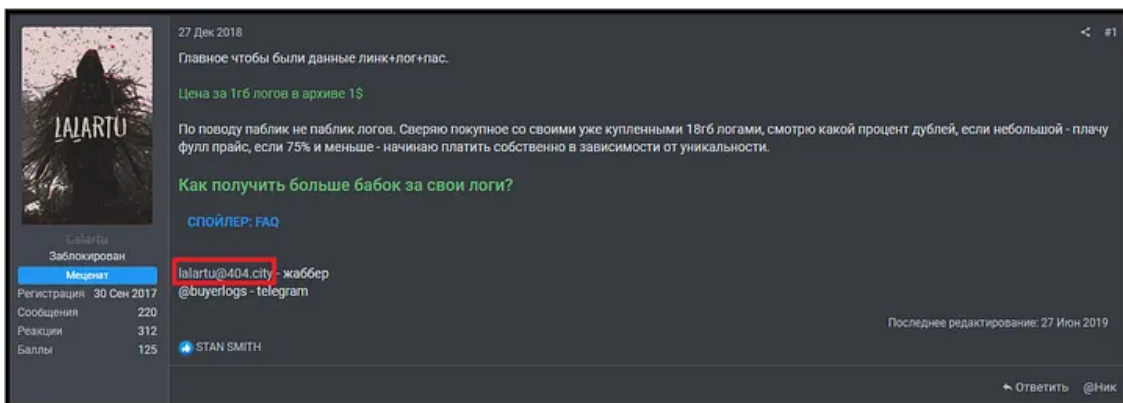 27 Дек 2018
#1
Главное чтобы были данные линк+лог+пас.
Цена за 1гб логов в архиве 1$
По поводу паблик не паблик логов. Сверяю покупное со своими уже купленными 18гб логами, смотрю какой процент дублей, если небольшой - плачу
фулл прайс, если 75% и меньше - начинаю платить собственно в зависимости от уникальности.
Как получить больше бабок за свои логи?
СПОЙЛЕР: FAQ
lalartu@404.city - жаббер
@buyerlogs - telegram
Последнее редактирование: 27 Июн 2019
STAN SMITH
Ответить @Ник
LALARTU
Lalartu
Заблокирован
Меценат
Регистрация 30 Сен 2017
Сообщения 220
Реакции 312
Баллы 125